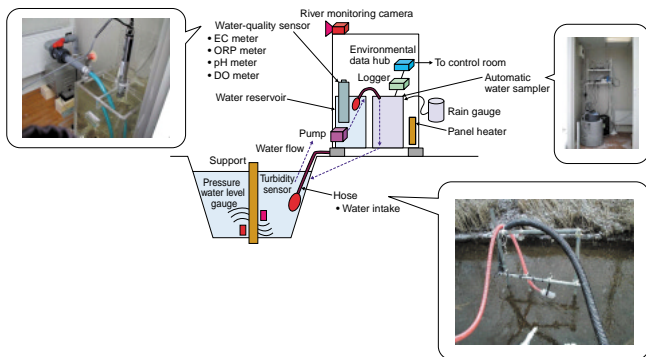 River monitoring camera
Water-quality sensor
• EC meter
• ORP meter
• pH meter
• DO meter
Environmental
data hub
To control room
Logger
Automatic
water sampler
Water reservoir
Rain gauge
Pump
Panel heater
Water flow
Support
Pressure
water level
gauge
Turbidity
sensor
Hose
• Water intake